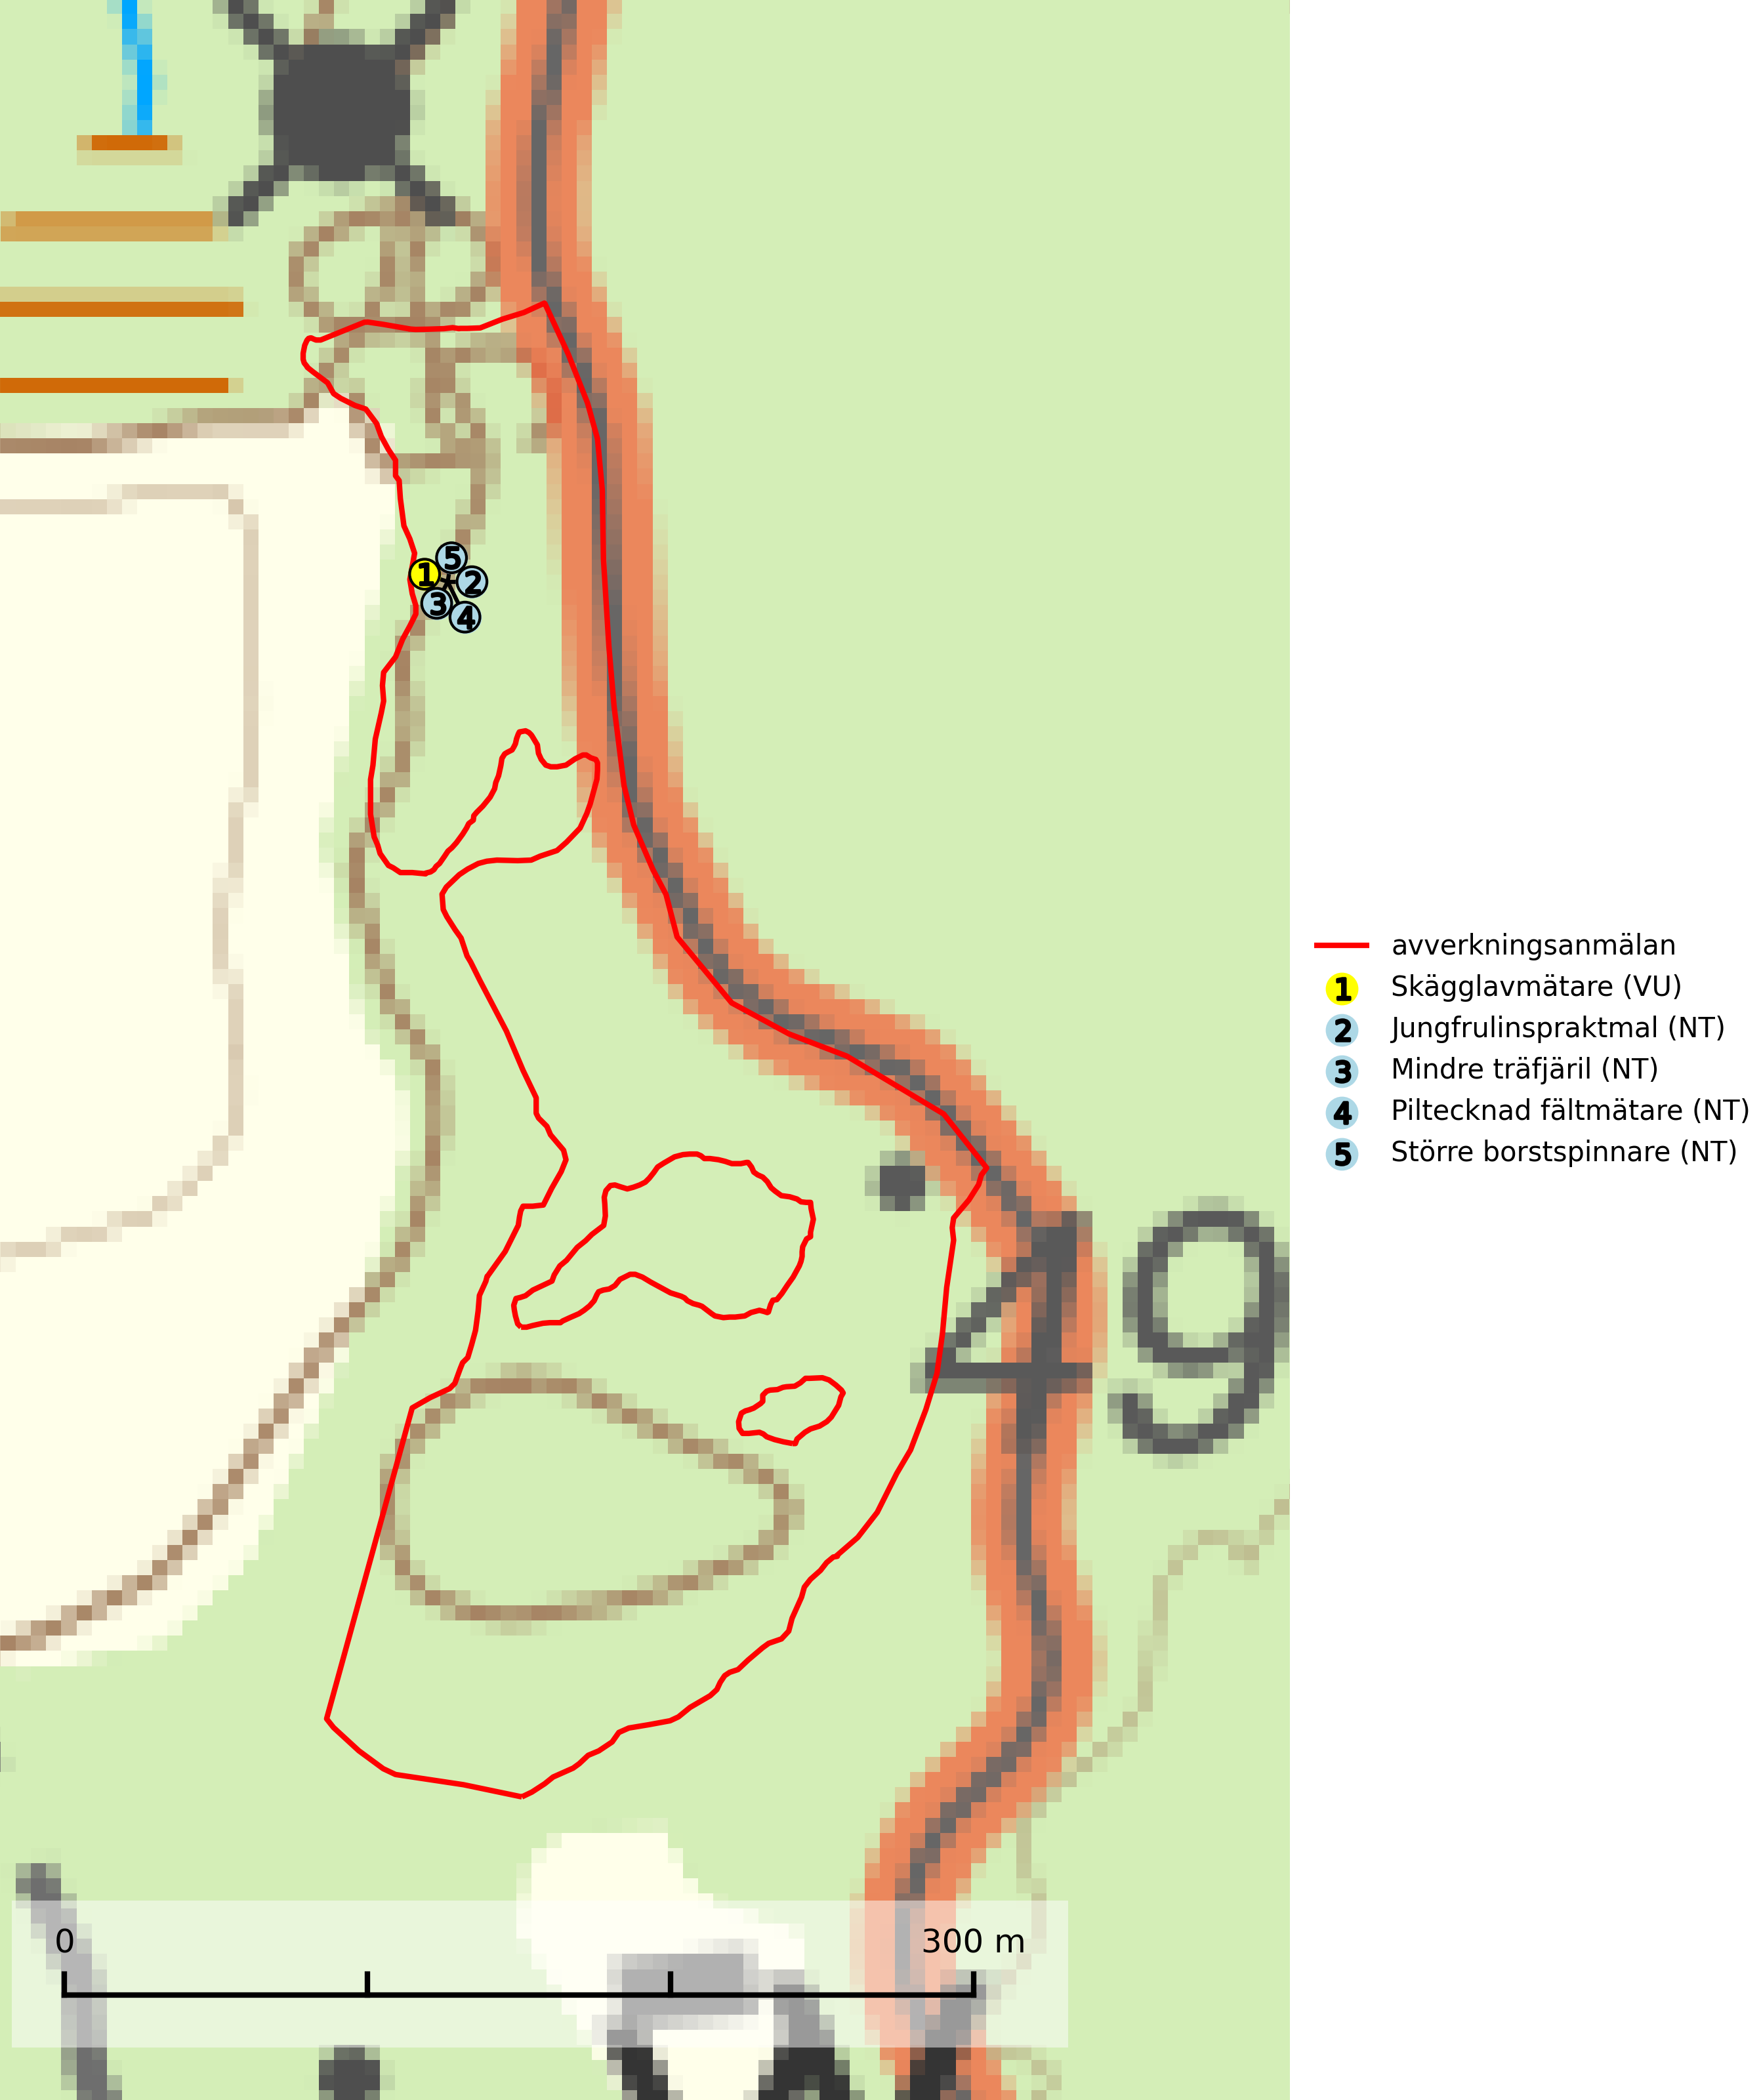 5
1
2
3
4
49
avverkningsanmälan
1 Skägglavmätare (VU)
2 Jungfrulinspraktmal (NT)
3 Mindre träfjäril (NT)
4 Piltecknad fältmätare (NT)
5 Större borstspinnare (NT)
0 300 m